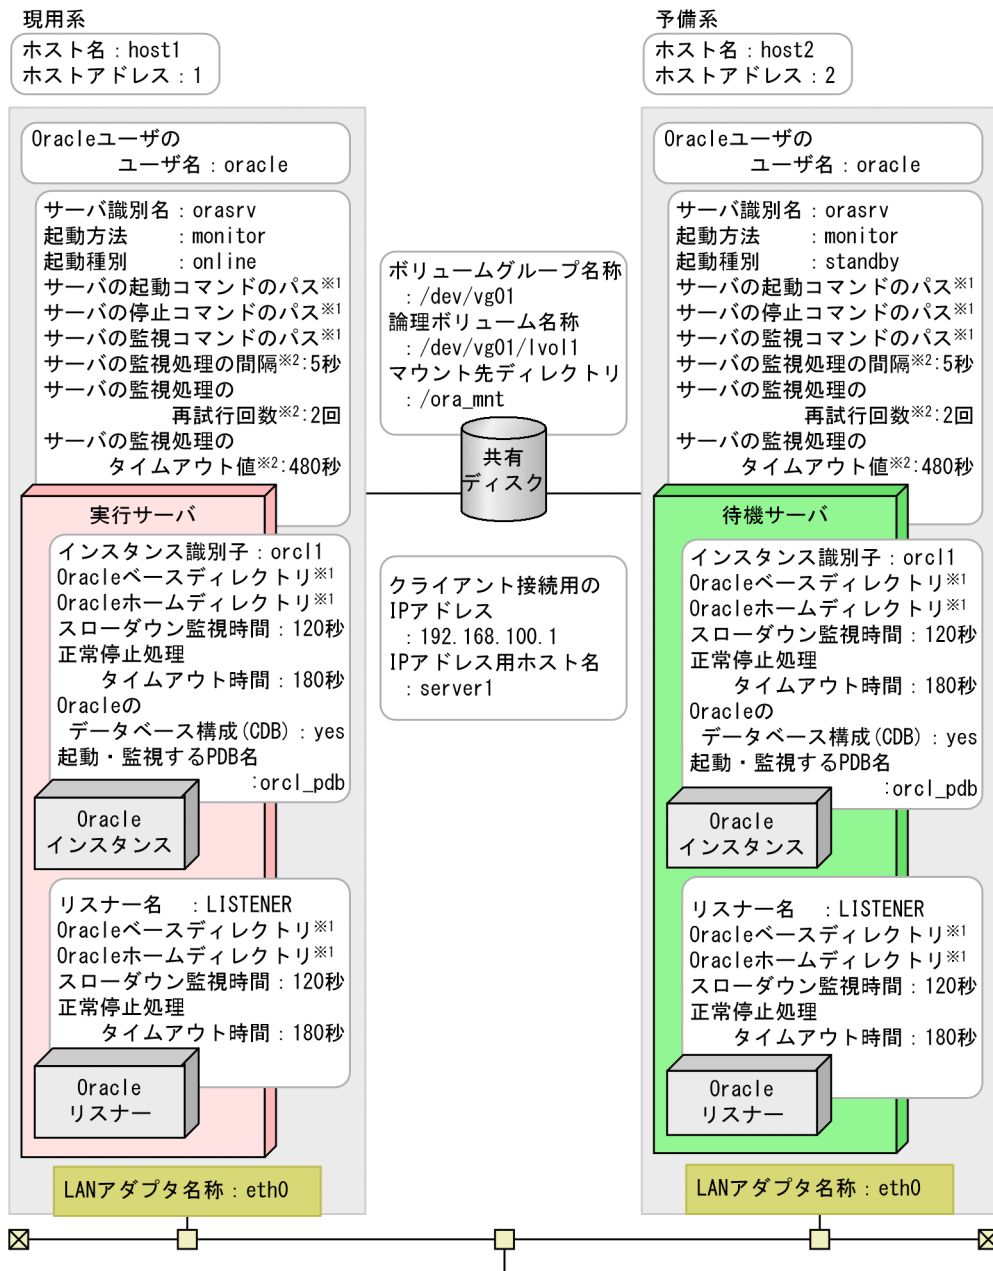 現用系
ホスト名：host1
ホストアドレス：1
Oracleユーザの
ユーザ名：oracle
サーバ識別名：orasrv
起動方法　　：monitor
起動種別　　：online
サーバの起動コマンドのパス※1
サーバの停止コマンドのパス※1
サーバの監視コマンドのパス※1
サーバの監視処理の間隔※2:5秒
サーバの監視処理の
再試行回数※2:2回
サーバの監視処理の
タイムアウト値※2:480秒
実行サーバ
インスタンス識別子：orcl1
Oracleベースディレクトリ※1
Oracleホームディレクトリ※1
スローダウン監視時間：120秒
正常停止処理
タイムアウト時間：180秒
Oracleの
データベース構成(CDB)：yes
起動・監視するPDB名
:orcl_pdb
Oracle
インスタンス
リスナー名　：LISTENER
Oracleベースディレクトリ※1
Oracleホームディレクトリ※1
スローダウン監視時間：120秒
正常停止処理
タイムアウト時間：180秒
Oracle
リスナー
LANアダプタ名称：eth0
ボリュームグループ名称
：/dev/vg01
論理ボリューム名称
：/dev/vg01/lvol1
マウント先ディレクトリ
：/ora_mnt
共有
ディスク
クライアント接続用の
IPアドレス
：192.168.100.1
IPアドレス用ホスト名
：server1
予備系
ホスト名：host2
ホストアドレス：2
Oracleユーザの
ユーザ名：oracle
サーバ識別名：orasrv
起動方法　　：monitor
起動種別　　：standby
サーバの起動コマンドのパス※1
サーバの停止コマンドのパス※1
サーバの監視コマンドのパス※1
サーバの監視処理の間隔※2:5秒
サーバの監視処理の
再試行回数※2:2回
サーバの監視処理の
タイムアウト値※2:480秒
待機サーバ
インスタンス識別子：orcl1
Oracleベースディレクトリ※1
Oracleホームディレクトリ※1
スローダウン監視時間：120秒
正常停止処理
タイムアウト時間：180秒
Oracleの
データベース構成(CDB)：yes
起動・監視するPDB名
:orcl_pdb
Oracle
インスタンス
リスナー名　：LISTENER
Oracleベースディレクトリ※1
Oracleホームディレクトリ※1
スローダウン監視時間：120秒
正常停止処理
タイムアウト時間：180秒
Oracle
リスナー
LANアダプタ名称：eth0